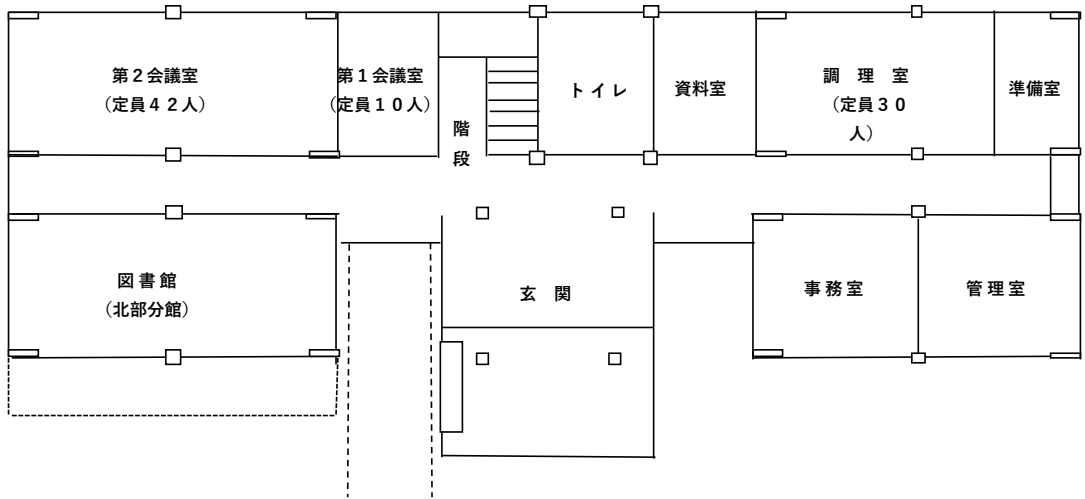 第２会議室
（定員４２人）
第１会議室
（定員１０人）
階
段
トイレ
資料室
調　理　室
（定員３０
人）
準備室
図書館
（北部分館）
玄　関
事務室
管理室